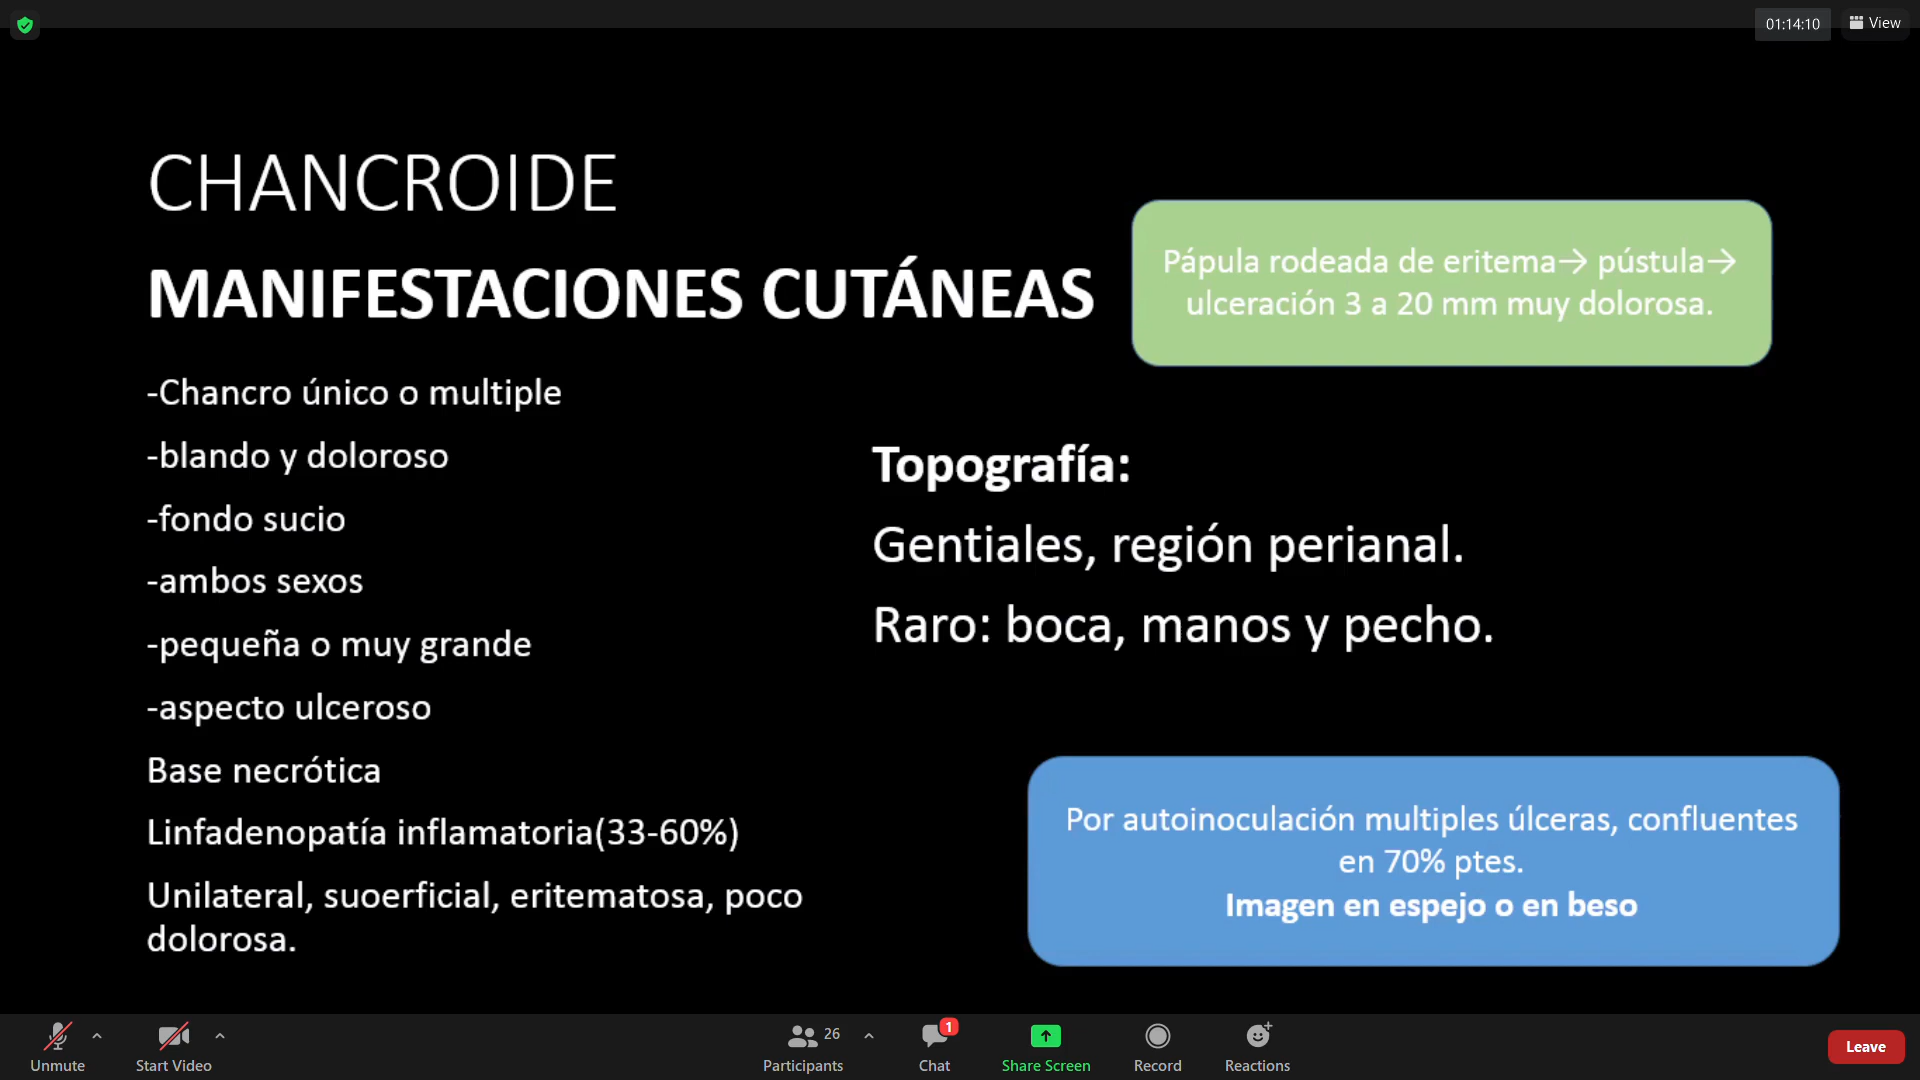 01:14:10
View
CHANCROIDE
MANIFESTACIONES CUTÁNEAS
-Chancro único o multiple
-blando y doloroso
-fondo sucio
-ambos sexos
-pequeña o muy grande
-aspecto ulceroso
Base necrótica
Linfadenopatía inflamatoria(33-60%)
Unilateral, suoerficial, eritematosa, poco
dolorosa.
Pápula rodeada de eritema→ pústula→
ulceración 3 a 20 mm muy dolorosa.
Topografía:
Gentiales, región perianal.
Raro: boca, manos y pecho.
Por autoinoculación multiples úlceras, confluentes
en 70% ptes.
Imagen en espejo o en beso
Unmute
Start Video
26
Participants
1
Chat
Share Screen
Record
Reactions
Leave